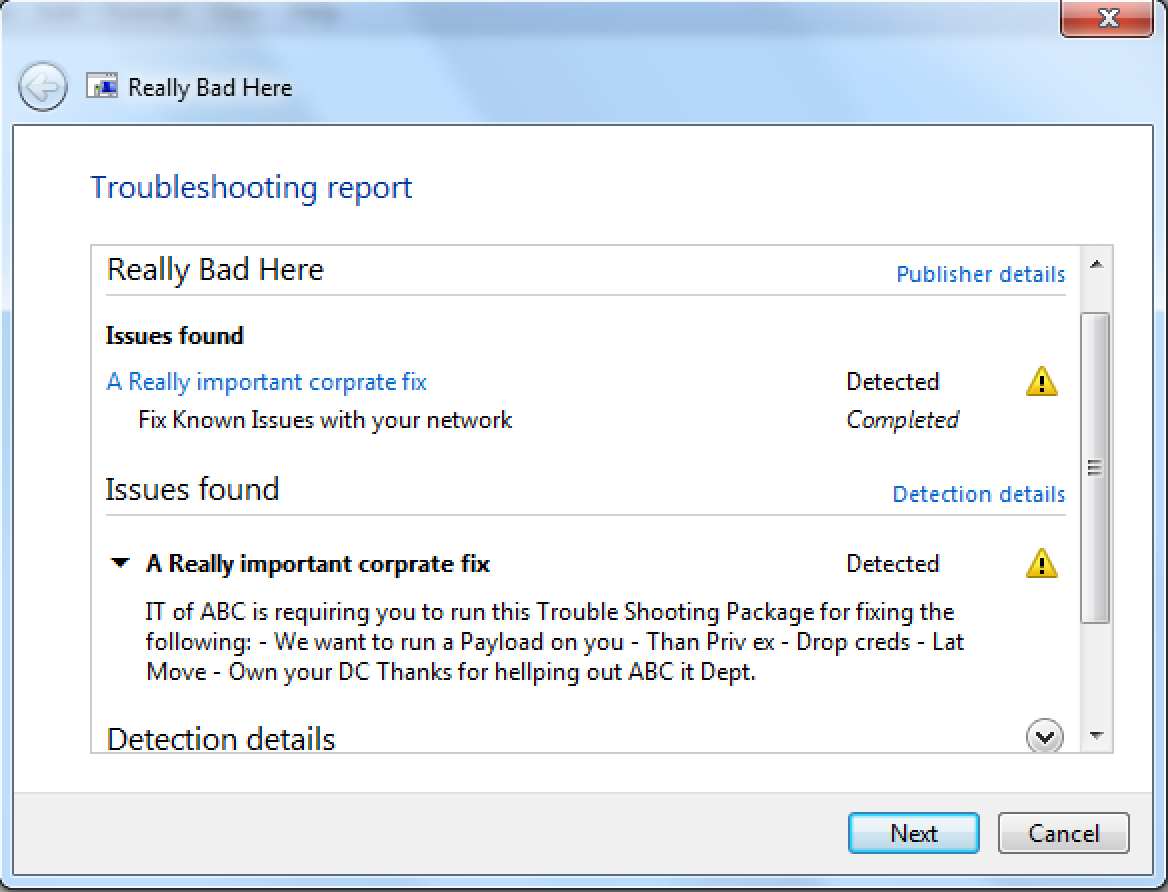 Really Bad Here
Troubleshooting report
Really Bad Here
Publisher details
Issues found
A Really important corprate fix
Detected
Fix Known Issues with your network
Completed
Issues found
Detection details
A Really important corprate fix
Detected
IT of ABC is requiring you to run this Trouble Shooting Package for fixing the
following: - We want to run a Payload on you - Than Priv ex - Drop creds - Lat
Move - Own your DC Thanks for hellping out ABC it Dept.
Detection details
Next
Cancel